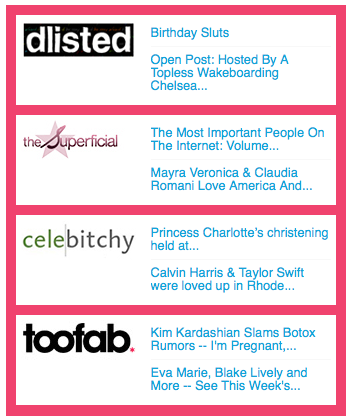 dlisted
Birthday Sluts
Open Post: Hosted By A
Topless Wakeboarding
Chelsea...
the Superficial
The Most Important People On
The Internet: Volume...
Mayra Veronica & Claudia
Romani Love America And...
celebitchy
Princess Charlotte's christening
held at...
Calvin Harris & Taylor Swift
were loved up in Rhode...
toofab.
Kim Kardashian Slams Botox
Rumors -- I'm Pregnant,...
Eva Marie, Blake Lively and
More -- See This Week's...